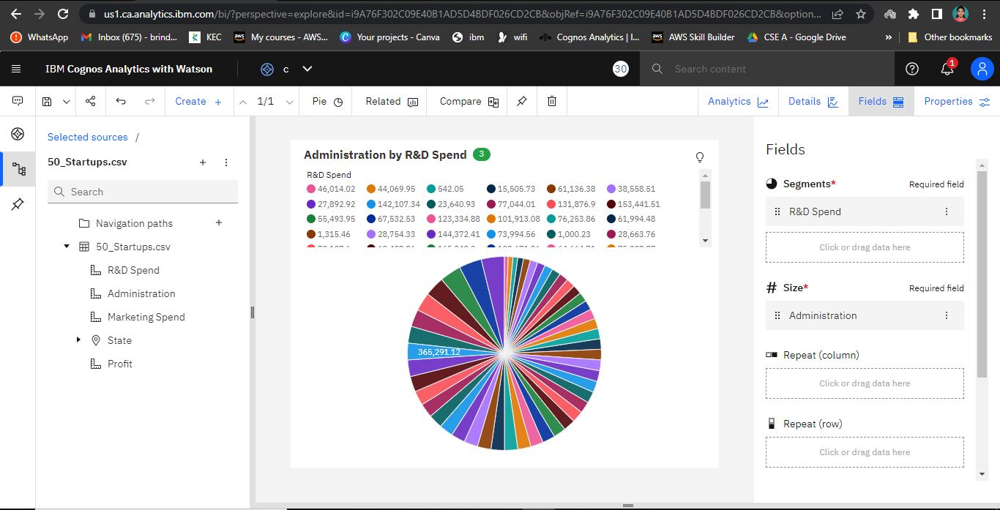 us1.ca.analytics.ibm.com/bi/?perspective=explore&id=i9A76F302C09E40B1AD5D4BDF026CD2CB&objRef=i9A76F302C09E40B1AD5D4BDF026CD2CB&option...
WhatsApp Inbox (675) - brind... KEC My courses - AWS... Your projects - Canva ibm wifi Cognos Analytics | I... AWS Skill Builder CSE A - Google Drive » Other bookmarks
IBM Cognos Analytics with Watson c 30 Search content 1
Create + 1/1 Pie Related Compare Analytics Details Fields Properties
Selected sources /
50_Startups.csv
Search
Navigation paths
50_Startups.csv
R&D Spend
Administration
Marketing Spend
State
Profit
Administration by R&D Spend 3
R&D Spend
46,014.02 44,069.95 542.05 15,505.73 61,136.38 38,558.51
27,892.92 142,107.34 23,640.93 77,044.01 131,876.9 153,441.51
55,493.95 67,532.53 123,334.88 101,913.08 76,253.86 61,994.48
1,315.46 28,754.33 144,372.41 73,994.56 1,000.23 28,663.76
365,291.12
Fields
Segments* Required field
R&D Spend
Click or drag data here
# Size* Required field
Administration
Repeat (column)
Click or drag data here
Repeat (row)
Click or drag data here